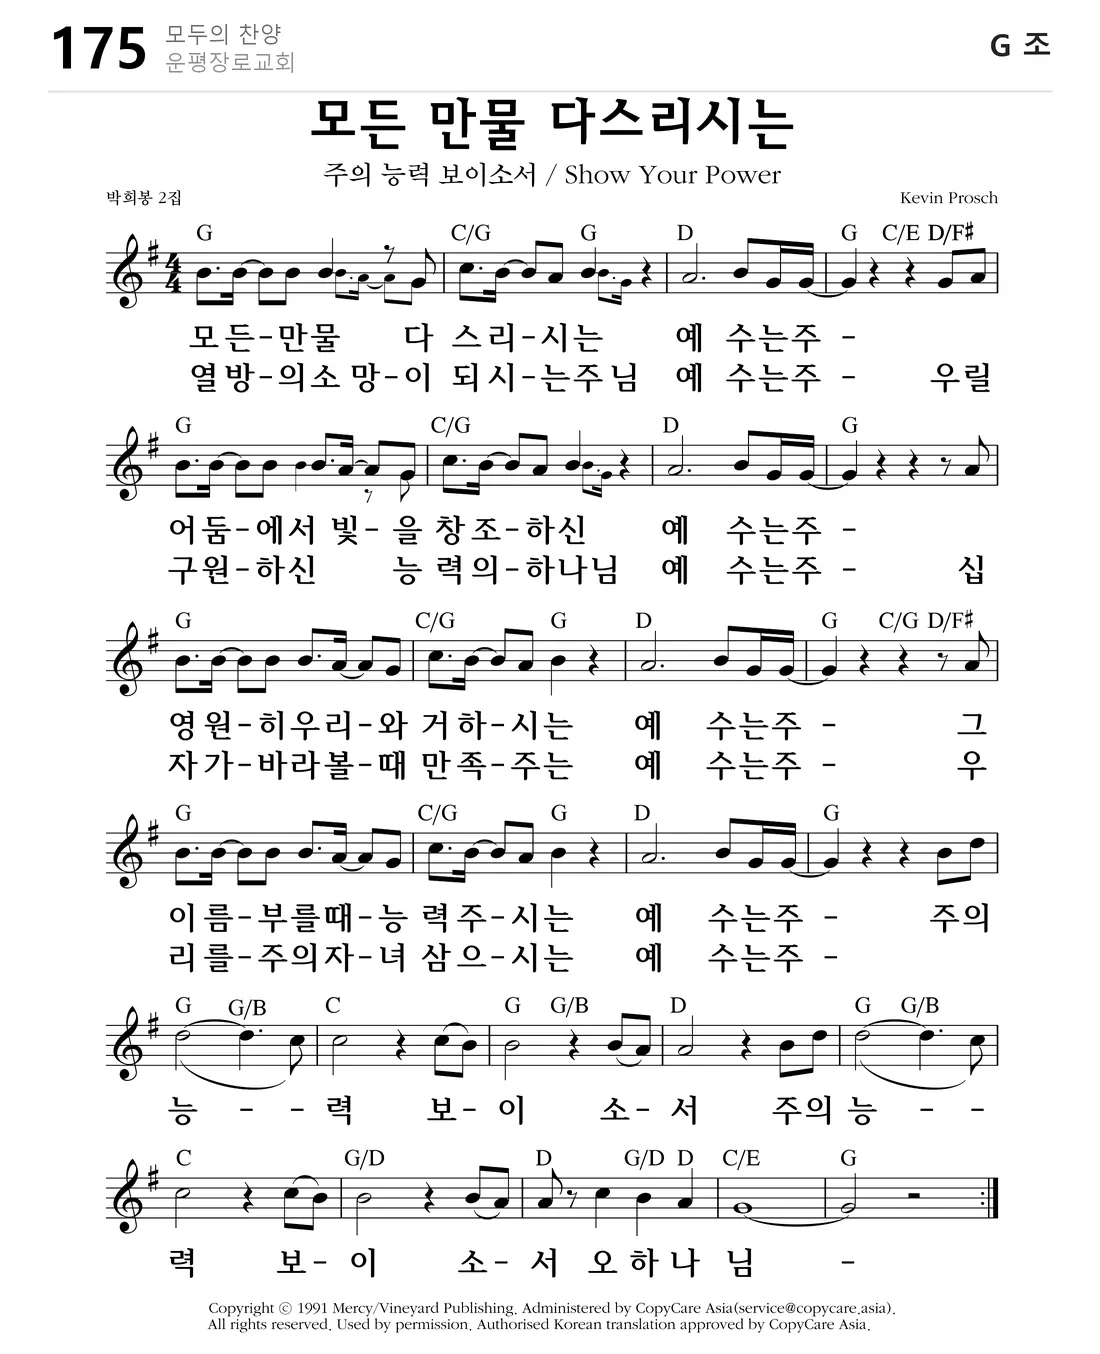 175 모두의 찬양
운평장로교회
G 조
모든 만물 다스리시는
주의 능력 보이소서 / Show Your Power
박희봉 2집
Kevin Prosch
G C/G G D G C/E D/F#
모든-만물 다 스리-시는 예 수는주 -
열방-의소 망-이 되시-는주님 예 수는주 - 우릴
G C/G D G
어둠-에서 빛-을 창조-하신 예 수는주 -
구원-하신 능 력의-하나님 예 수는주 - 십
G C/G G D G C/G D/F#
영원-히우리-와 거하-시는 예 수는주 - 그
자가-바라볼-때 만족-주는 예 수는주 - 우
G C/G G D G
이름-부를때-능 력주-시는 예 수는주 - 주의
리를-주의자-녀 삼으-시는 예 수는주 -
G G/B C G G/B D G G/B
능 - - 력 보- 이 소- 서 주의 능 - -
C G/D D G/D D C/E G
력 보- 이 소- 서 오 하 나 님 -
Copyright ⓒ 1991 Mercy/Vineyard Publishing. Administered by CopyCare Asia(service@copycare.asia).
All rights reserved. Used by permission. Authorised Korean translation approved by CopyCare Asia.